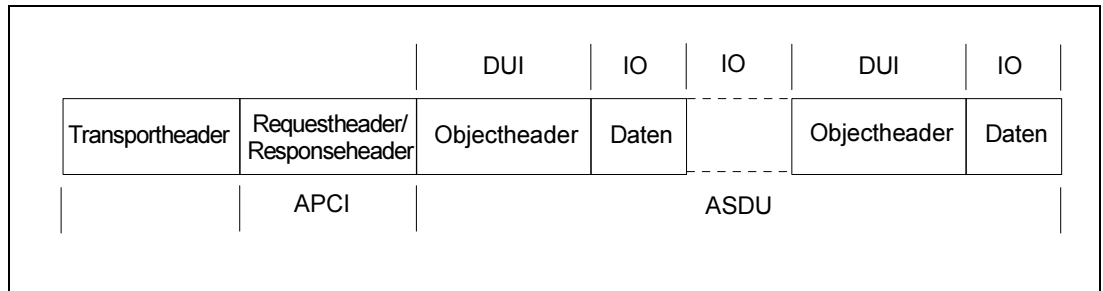 DUI IO IO DUI IO
Transportheader Requestheader/ Objectheader Daten Objectheader Daten
Responseheader
APCI ASDU